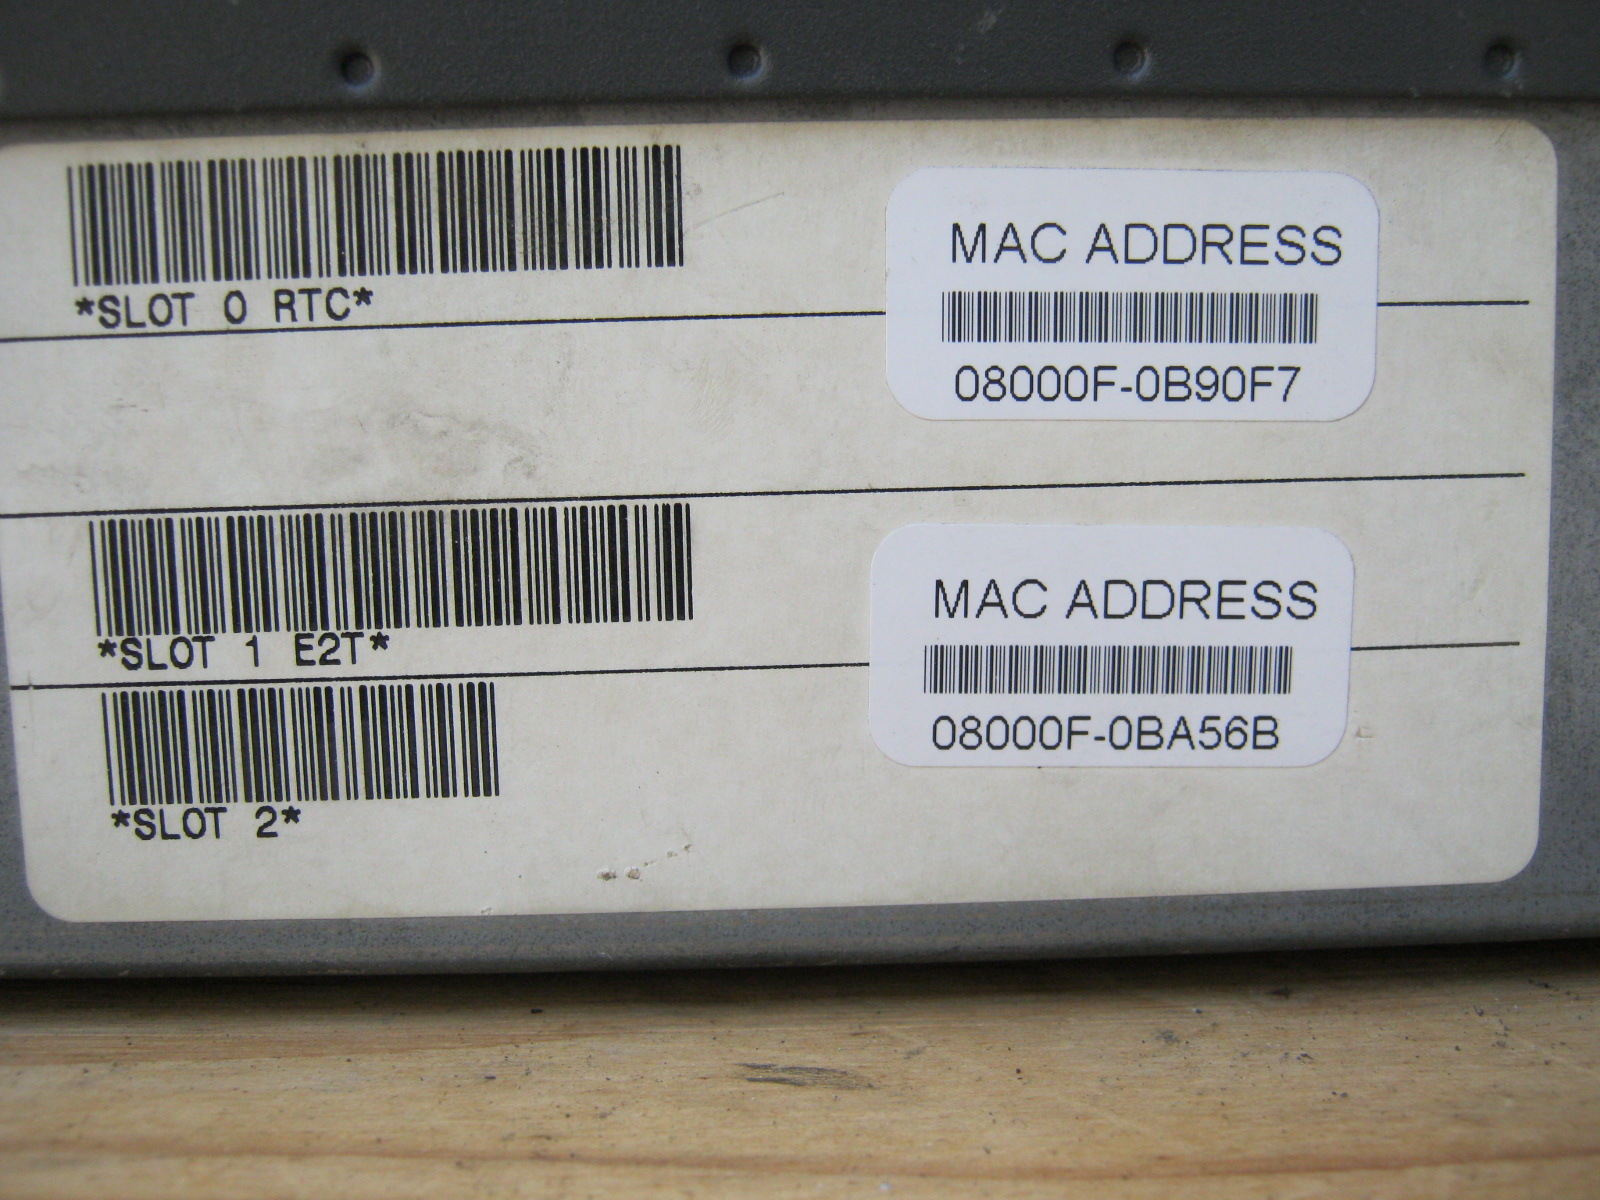 *SLOT 0 RTC*
MAC ADDRESS
08000F-0B90F7
*SLOT 1 E2T*
MAC ADDRESS
08000F-0BA56B
*SLOT 2*